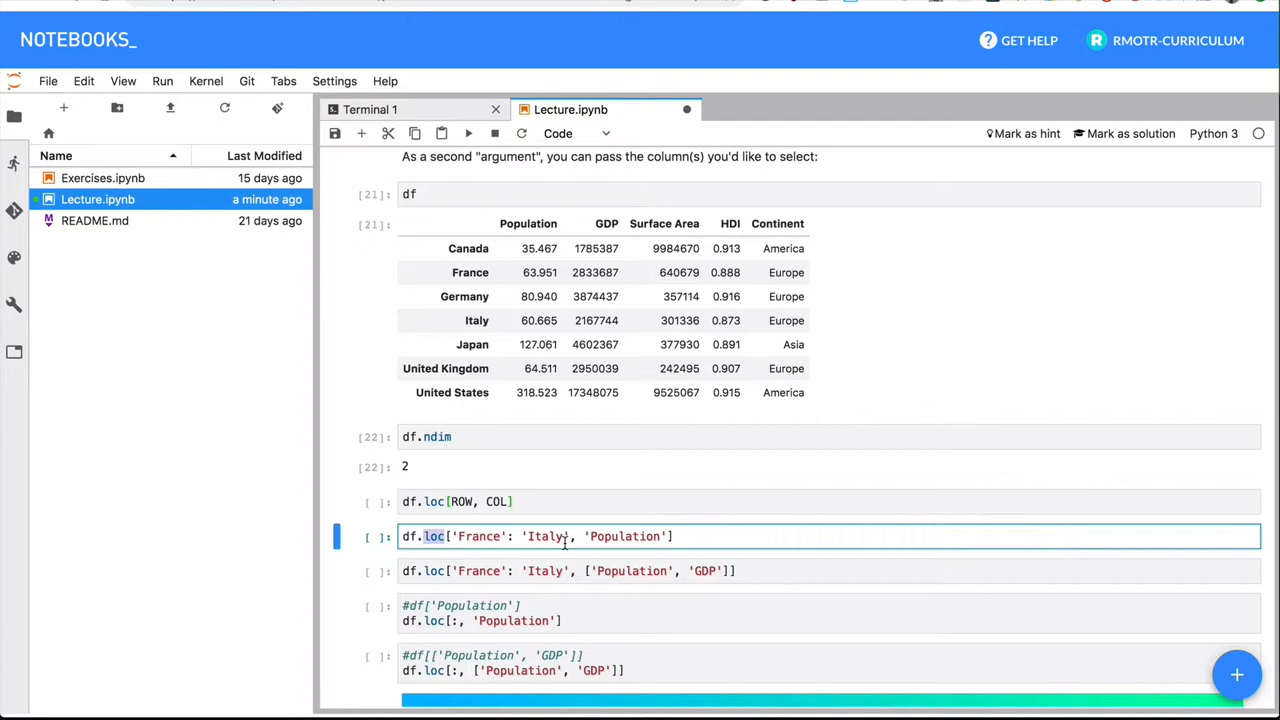 NOTEBOOKS_
GET HELP
R RMOTR-CURRICULUM
File Edit View Run Kernel Git Tabs Settings Help
Terminal 1
Lecture.ipynb
Code
Mark as hint
Mark as solution
Python 3
Name Last Modified
Exercises.ipynb 15 days ago
Lecture.ipynb a minute ago
README.md 21 days ago
As a second "argument", you can pass the column(s) you'd like to select:
[21]: df
[21]: Population GDP Surface Area HDI Continent
Canada 35.467 1785387 9984670 0.913 America
France 63.951 2833687 640679 0.888 Europe
Germany 80.940 3874437 357114 0.916 Europe
Italy 60.665 2167744 301336 0.873 Europe
Japan 127.061 4602367 377930 0.891 Asia
United Kingdom 64.511 2950039 242495 0.907 Europe
United States 318.523 17348075 9525067 0.915 America
[22]: df.ndim
[22]: 2
[ ]: df.loc[ROW, COL]
[ ]: df.loc['France': 'Italy', 'Population']
[ ]: df.loc['France': 'Italy', ['Population', 'GDP']]
[ ]: #df['Population']
df.loc[:, 'Population']
[ ]: #df[['Population', 'GDP']]
df.loc[:, ['Population', 'GDP']]